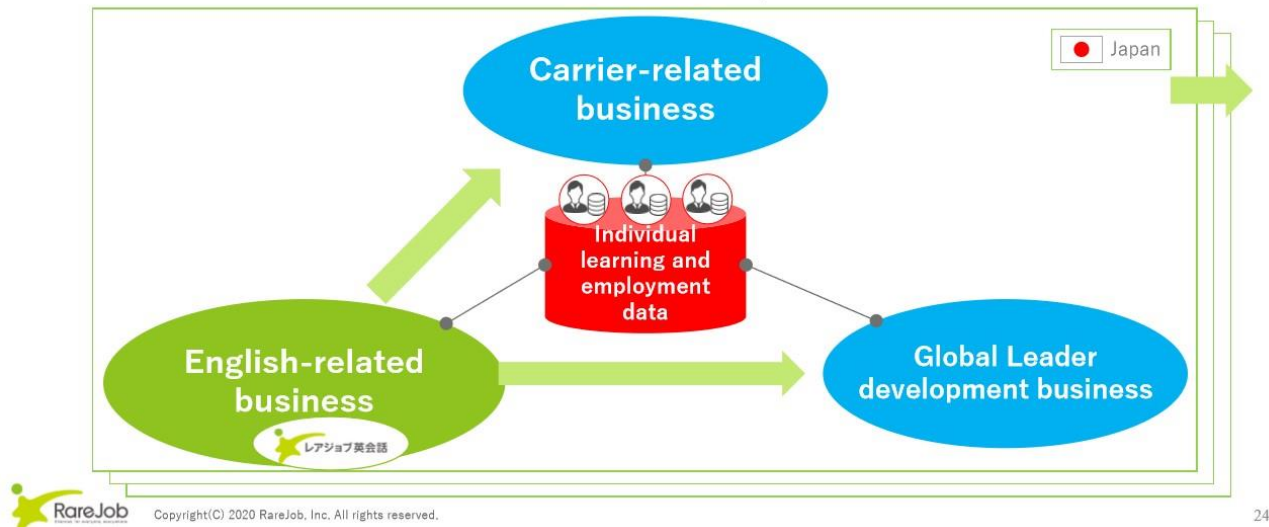 Carrier-related
business
Japan
Individual
learning and
employment
data
English-related
business
レアジョブ英会話
Global Leader
development business
RareJob
Copyright(C) 2020 RareJob, Inc. All rights reserved.
24